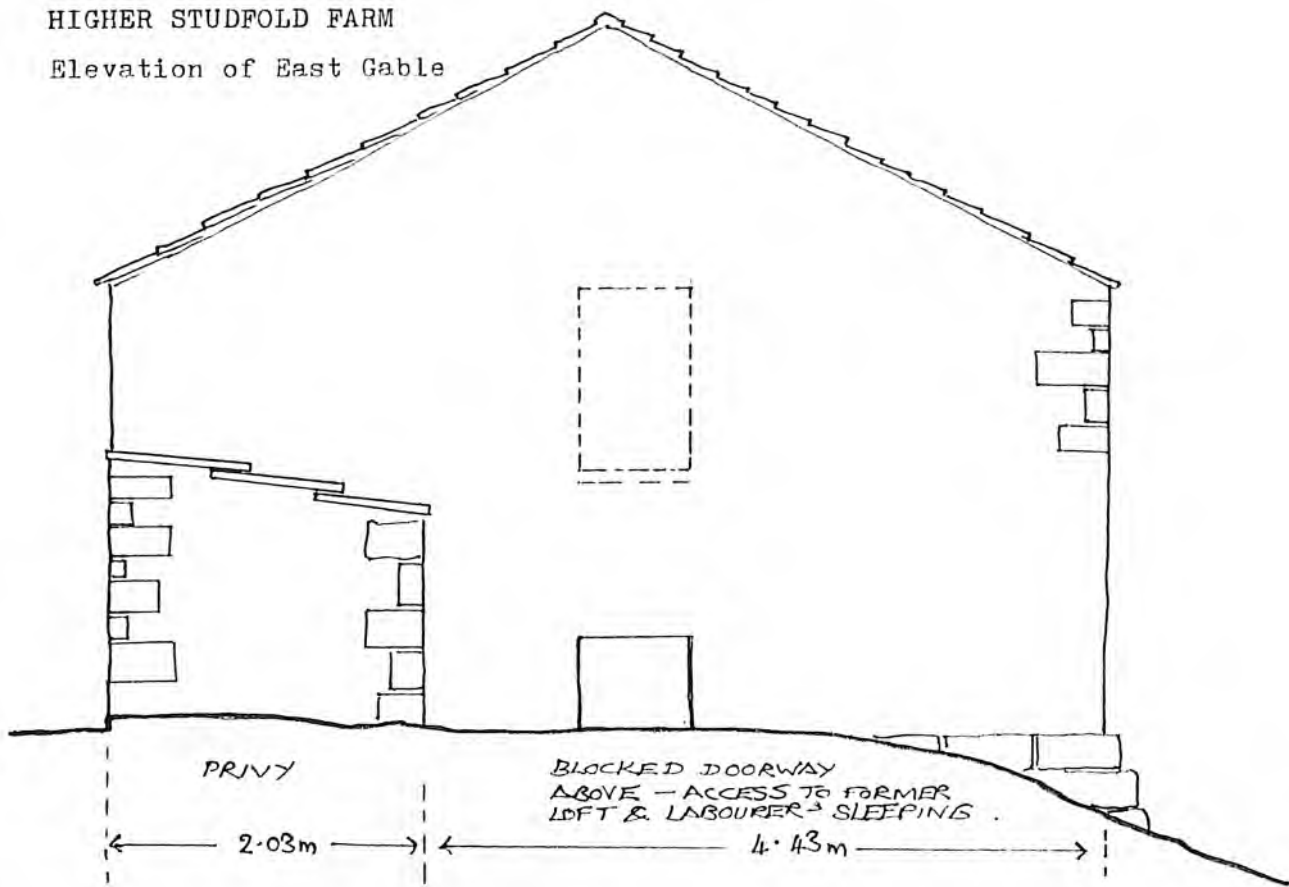 HIGHER STUDFOLD FARM
Elevation of East Gable
PRIVY
BLOCKED DOORWAY
ABOVE - ACCESS TO FORMER
LOFT & LABOURER'S SLEEPING.
2.03m
4.43m